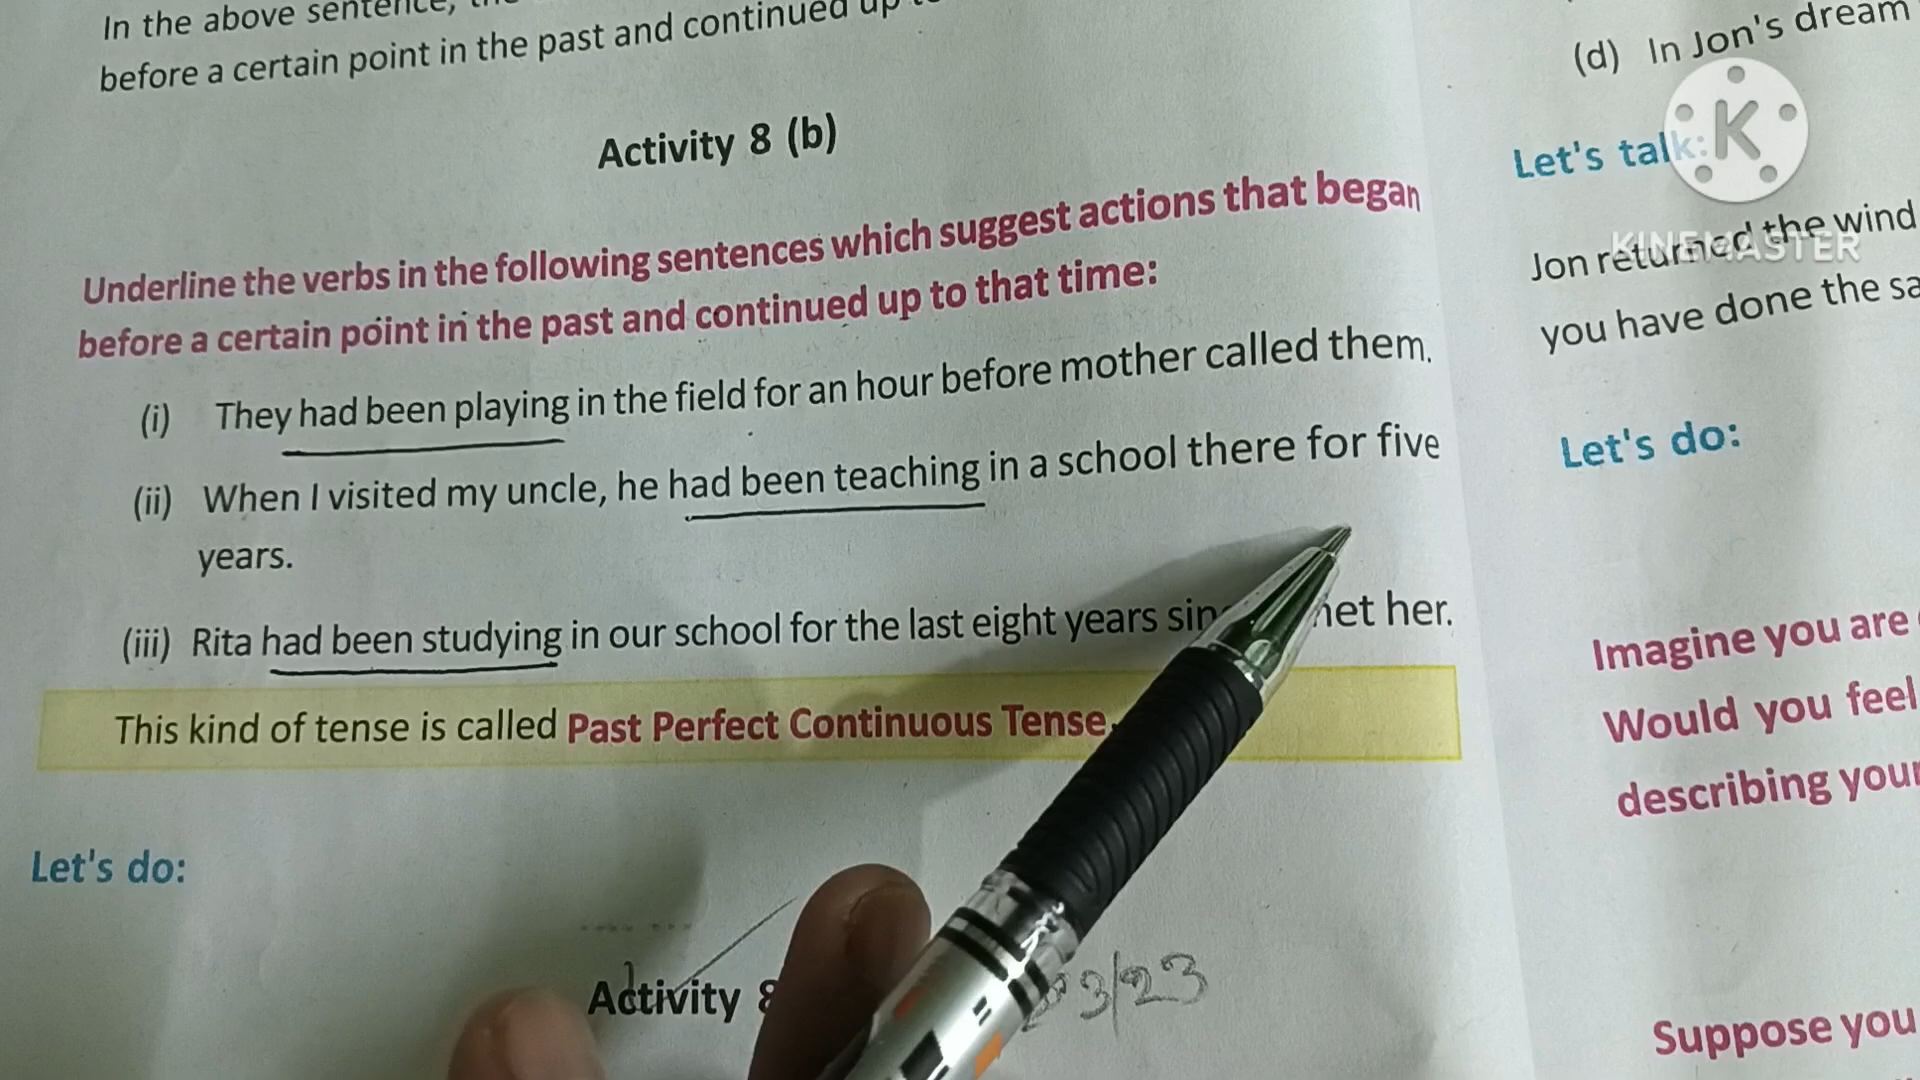 In the above sentence,
before a certain point in the past and continued up
Activity 8 (b)
Underline the verbs in the following sentences which suggest actions that began
before a certain point in the past and continued up to that time:
(i) They had been playing in the field for an hour before mother called them.
(ii) When I visited my uncle, he had been teaching in a school there for five
years.
(iii) Rita had been studying in our school for the last eight years her.
This kind of tense is called Past Perfect Continuous Tense.
Let's do:
Activity 8
3/23
(d) In Jon's dream
Let's talk:
K
KINEMASTER
Jon returned the wind
you have done the
Let's do:
Imagine you are
Would you feel
describing your
Suppose you